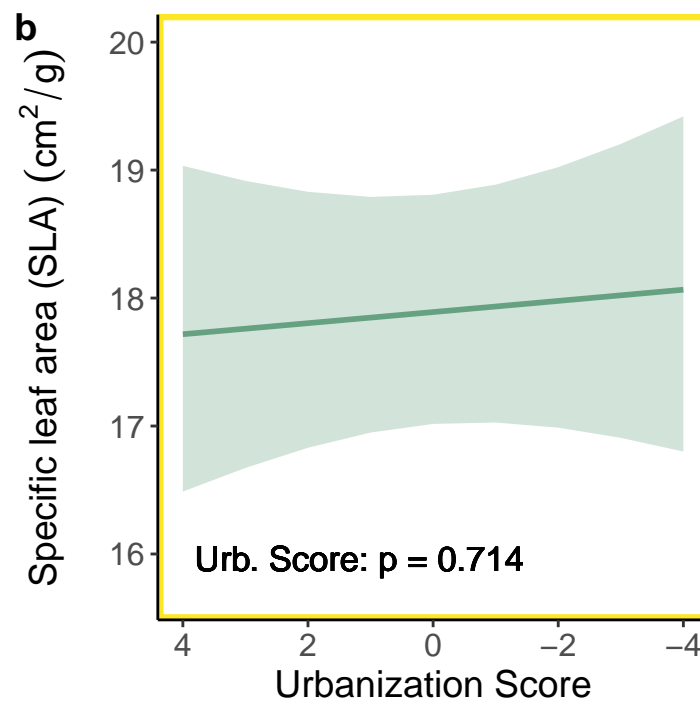 b
Specific leaf area (SLA) (cm²/g)
20
19
18
17
16
Urb. Score: p = 0.714
4 2 0 −2 −4
Urbanization Score